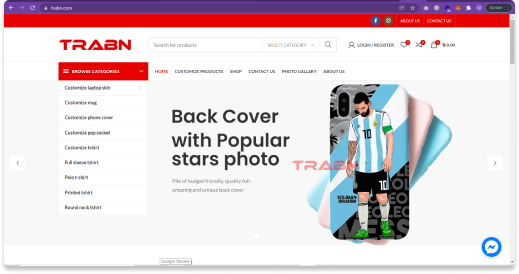 trabn.com
Update
ABOUT US
CONTACT US
TRABN
Search for products
SELECT CATEGORY
LOGIN / REGISTER
0
0
0
৳ 0.00
BROWSE CATEGORIES
HOME
CUSTOMIZE PRODUCTS
SHOP
CONTACT US
PHOTO GALLERY
ABOUT US
Customize laptop skin
Customize mug
Customize phone cover
Customize pop socket
Customize tshirt
Full sleeve tshirt
Polo t-shirt
Printed tshirt
Round neck tshirt
Back Cover
with Popular
stars photo
Pile of budget friendly, quality full -
amazing and unique back cover
TRABN
10
10
SOLIMAN
IBRAHIM
MESSI
Google Chrome